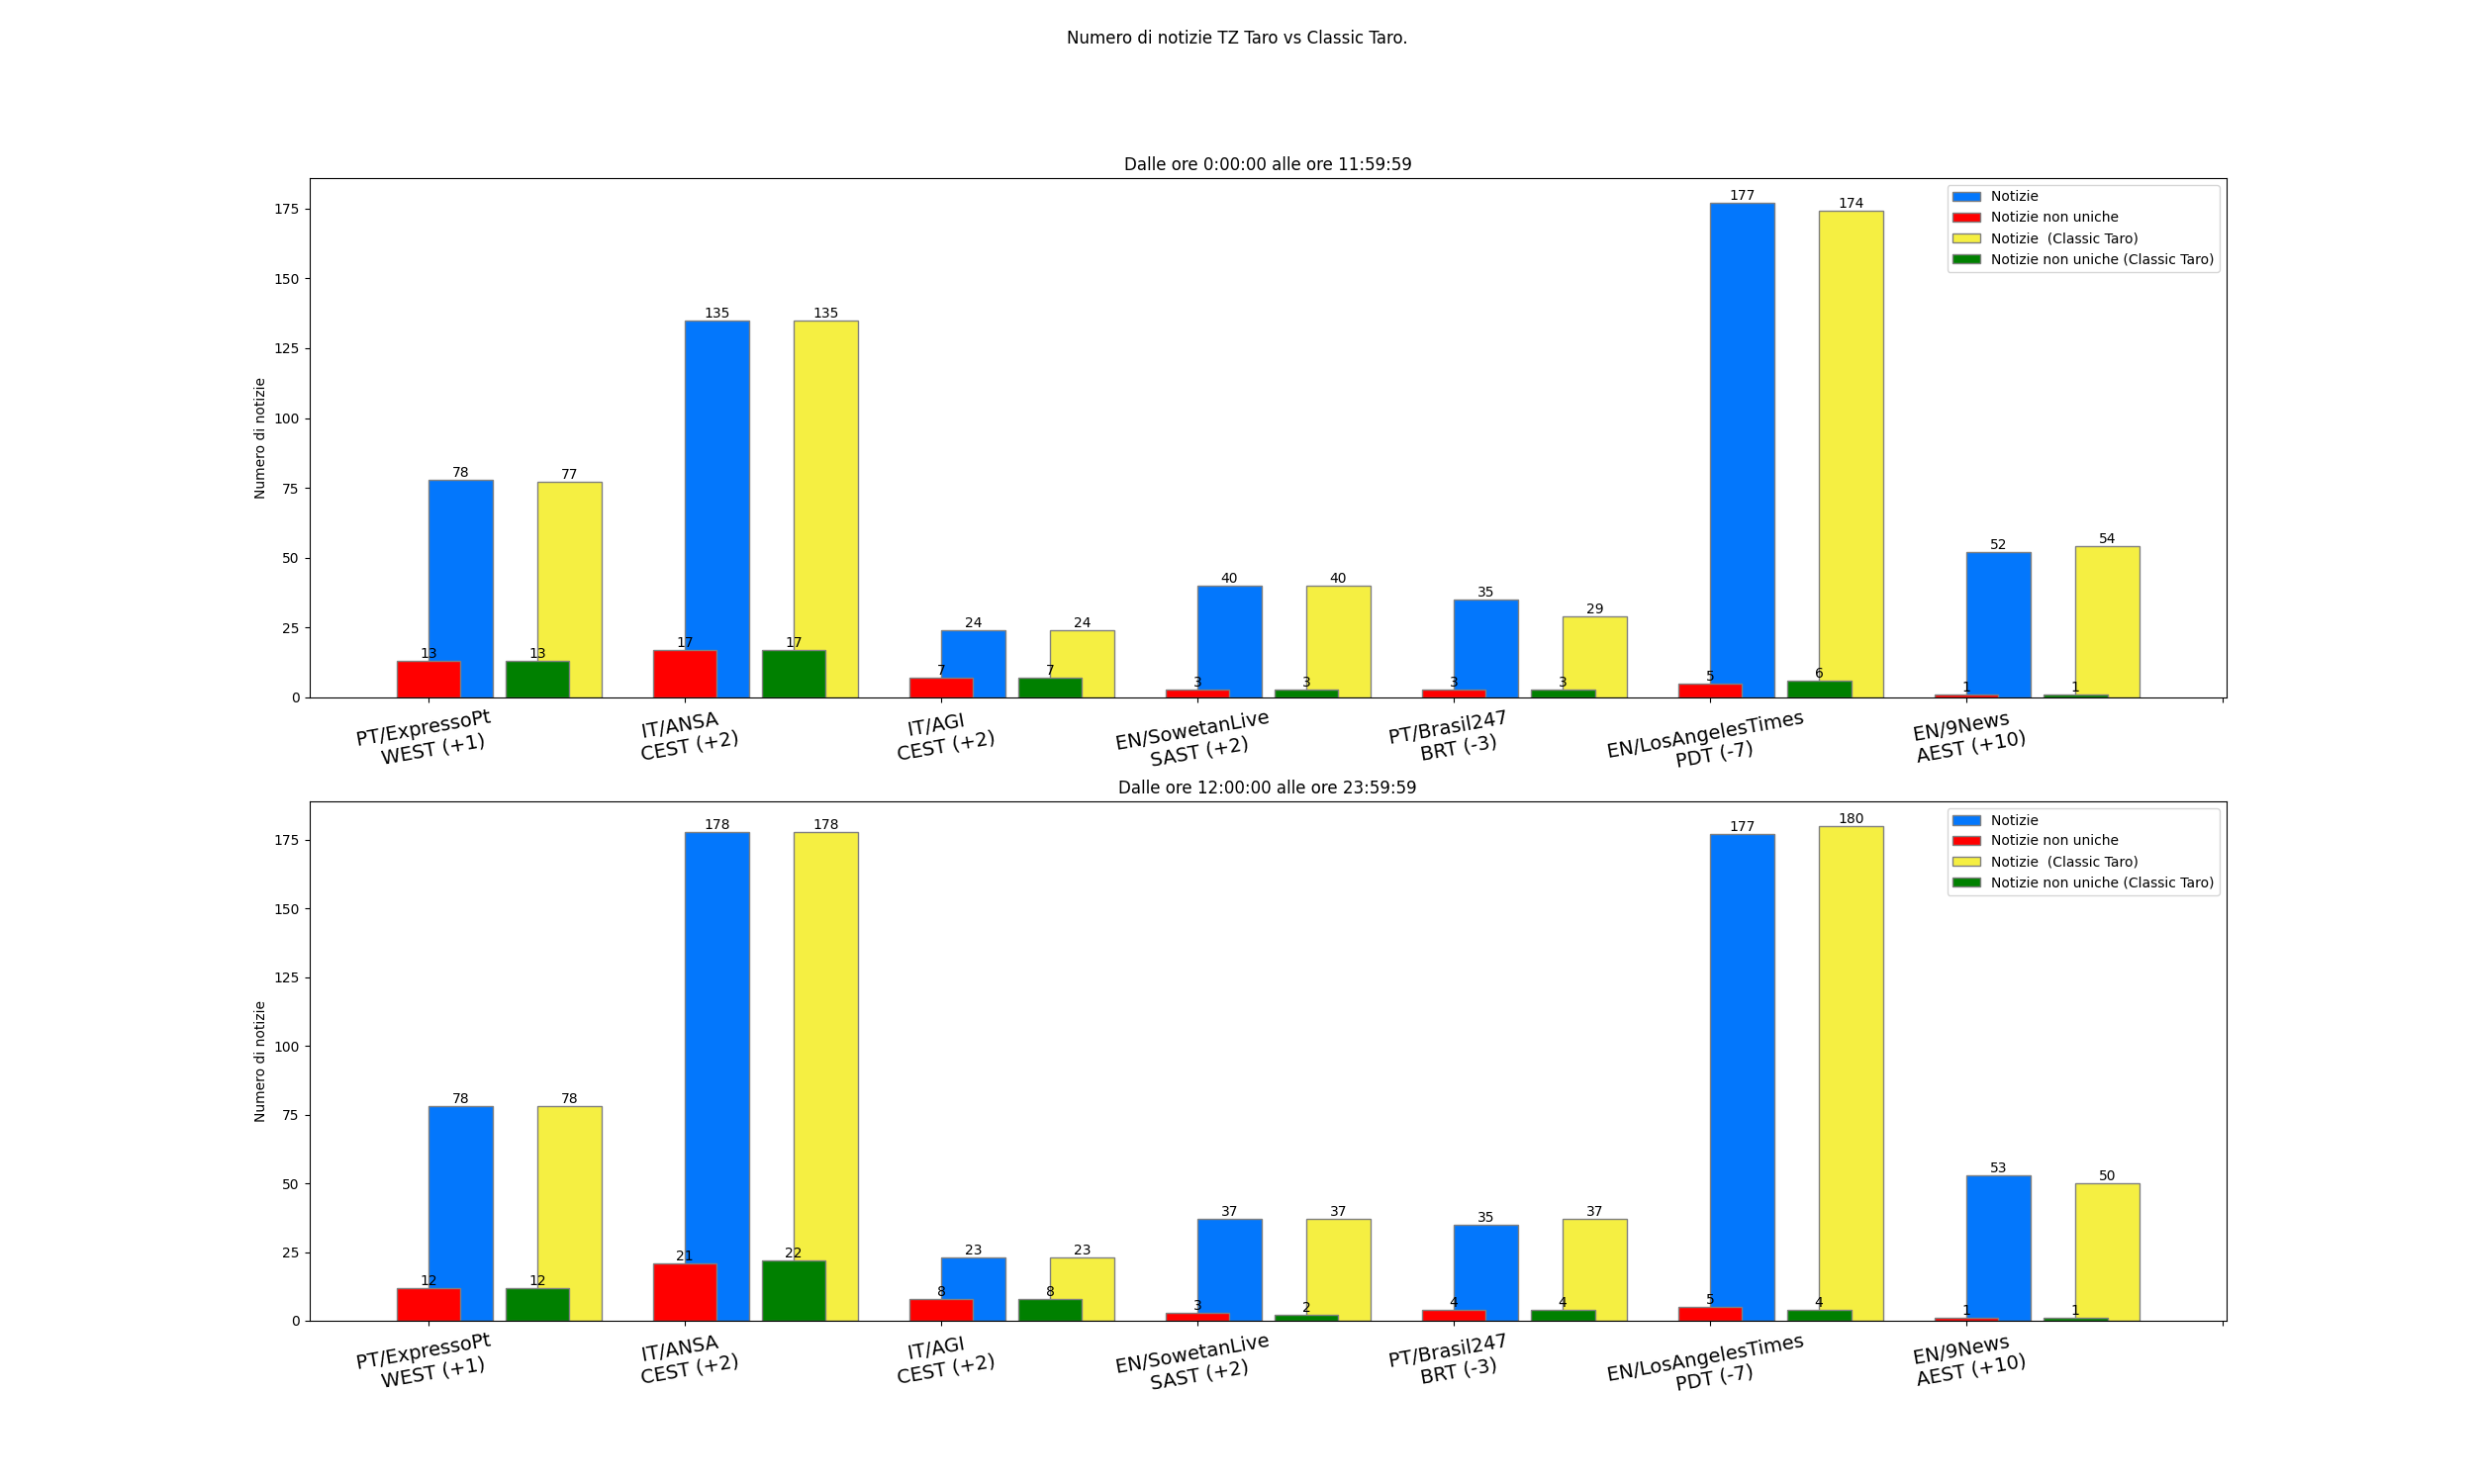 Numero di notizie TZ Taro vs Classic Taro.
Dalle ore 0:00:00 alle ore 11:59:59
Numero di notizie
175
150
125
100
75
50
25
0
Notizie
Notizie non uniche
Notizie  (Classic Taro)
Notizie non uniche (Classic Taro)
13
78
13
77
17
135
17
135
7
24
7
24
3
40
3
40
3
35
3
29
5
177
6
174
1
52
1
54
PT/ExpressoPt
WEST (+1)
IT/ANSA
CEST (+2)
IT/AGI
CEST (+2)
EN/SowetanLive
SAST (+2)
PT/Brasil247
BRT (-3)
EN/LosAngelesTimes
PDT (-7)
EN/9News
AEST (+10)
Dalle ore 12:00:00 alle ore 23:59:59
Numero di notizie
175
150
125
100
75
50
25
0
Notizie
Notizie non uniche
Notizie  (Classic Taro)
Notizie non uniche (Classic Taro)
12
78
12
78
21
178
22
178
8
23
8
23
3
37
2
37
4
35
4
37
5
177
4
180
1
53
1
50
PT/ExpressoPt
WEST (+1)
IT/ANSA
CEST (+2)
IT/AGI
CEST (+2)
EN/SowetanLive
SAST (+2)
PT/Brasil247
BRT (-3)
EN/LosAngelesTimes
PDT (-7)
EN/9News
AEST (+10)